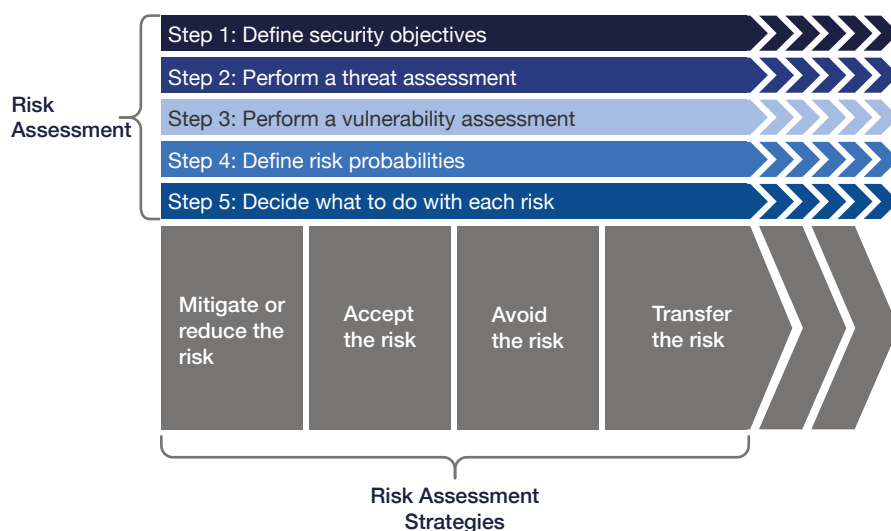 Step 1: Define security objectives
Step 2: Perform a threat assessment
Risk
Assessment
Step 3: Perform a vulnerability assessment
Step 4: Define risk probabilities
Step 5: Decide what to do with each risk
Mitigate or
reduce the
risk
Accept
the risk
Avoid
the risk
Transfer
the risk
Risk Assessment
Strategies